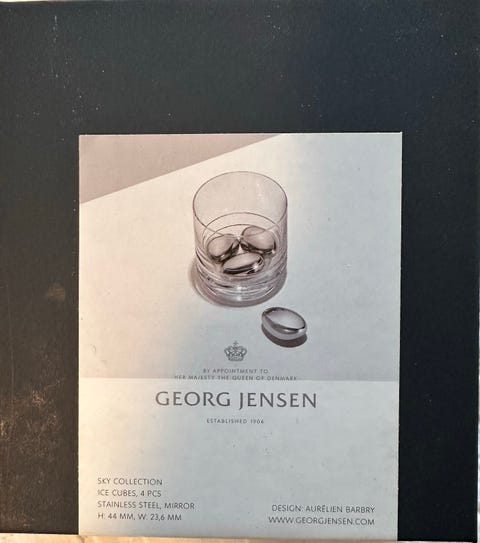 BY APPOINTMENT TO
HER MAJESTY THE QUEEN OF DENMARK
GEORG JENSEN
ESTABLISHED 1904
SKY COLLECTION
ICE CUBES, 4 PCS
STAINLESS STEEL, MIRROR
H: 44 MM, W: 23,6 MM
DESIGN: AURÉLIEN BARBRY
WWW.GEORGJENSEN.COM